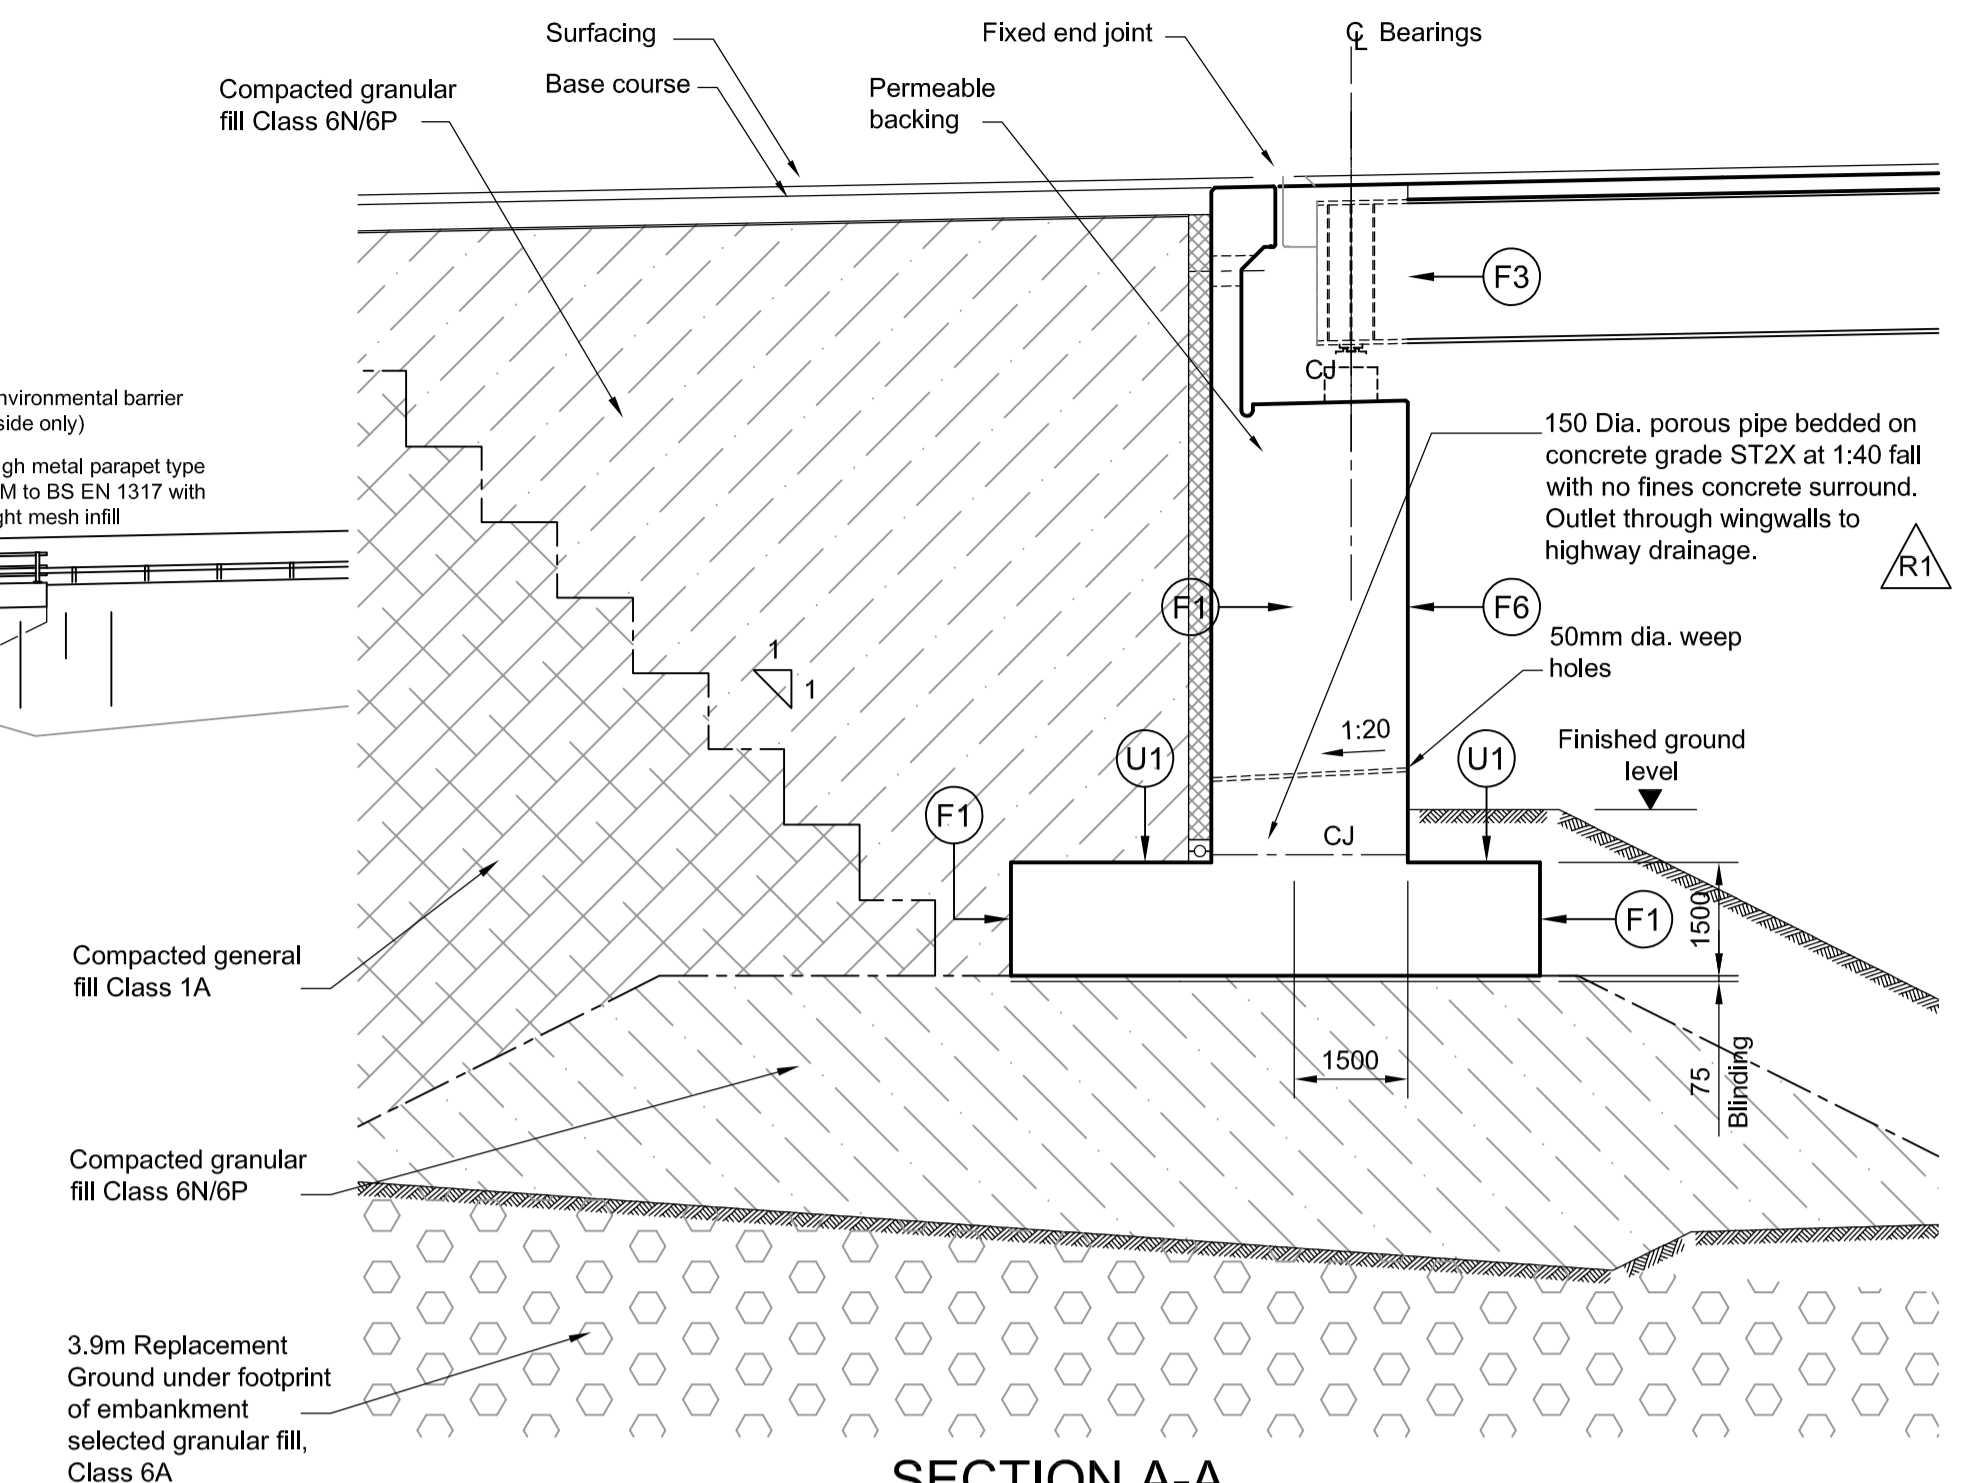 Surfacing
Base course
Compacted granular
fill Class 6N/6P
Fixed end joint
Permeable
backing
CL Bearings
F3
CJ
nvironmental barrier
side only)
gh metal parapet type
M to BS EN 1317 with
ght mesh infill
150 Dia. porous pipe bedded on
concrete grade ST2X at 1:40 fall
with no fines concrete surround.
Outlet through wingwalls to
highway drainage.
R1
F1
F6
50mm dia. weep
holes
1
1
1:20
U1
U1
Finished ground
level
F1
CJ
F1
1500
Compacted general
fill Class 1A
1500
75
Blinding
Compacted granular
fill Class 6N/6P
3.9m Replacement
Ground under footprint
of embankment
selected granular fill,
Class 6A
SECTION A-A